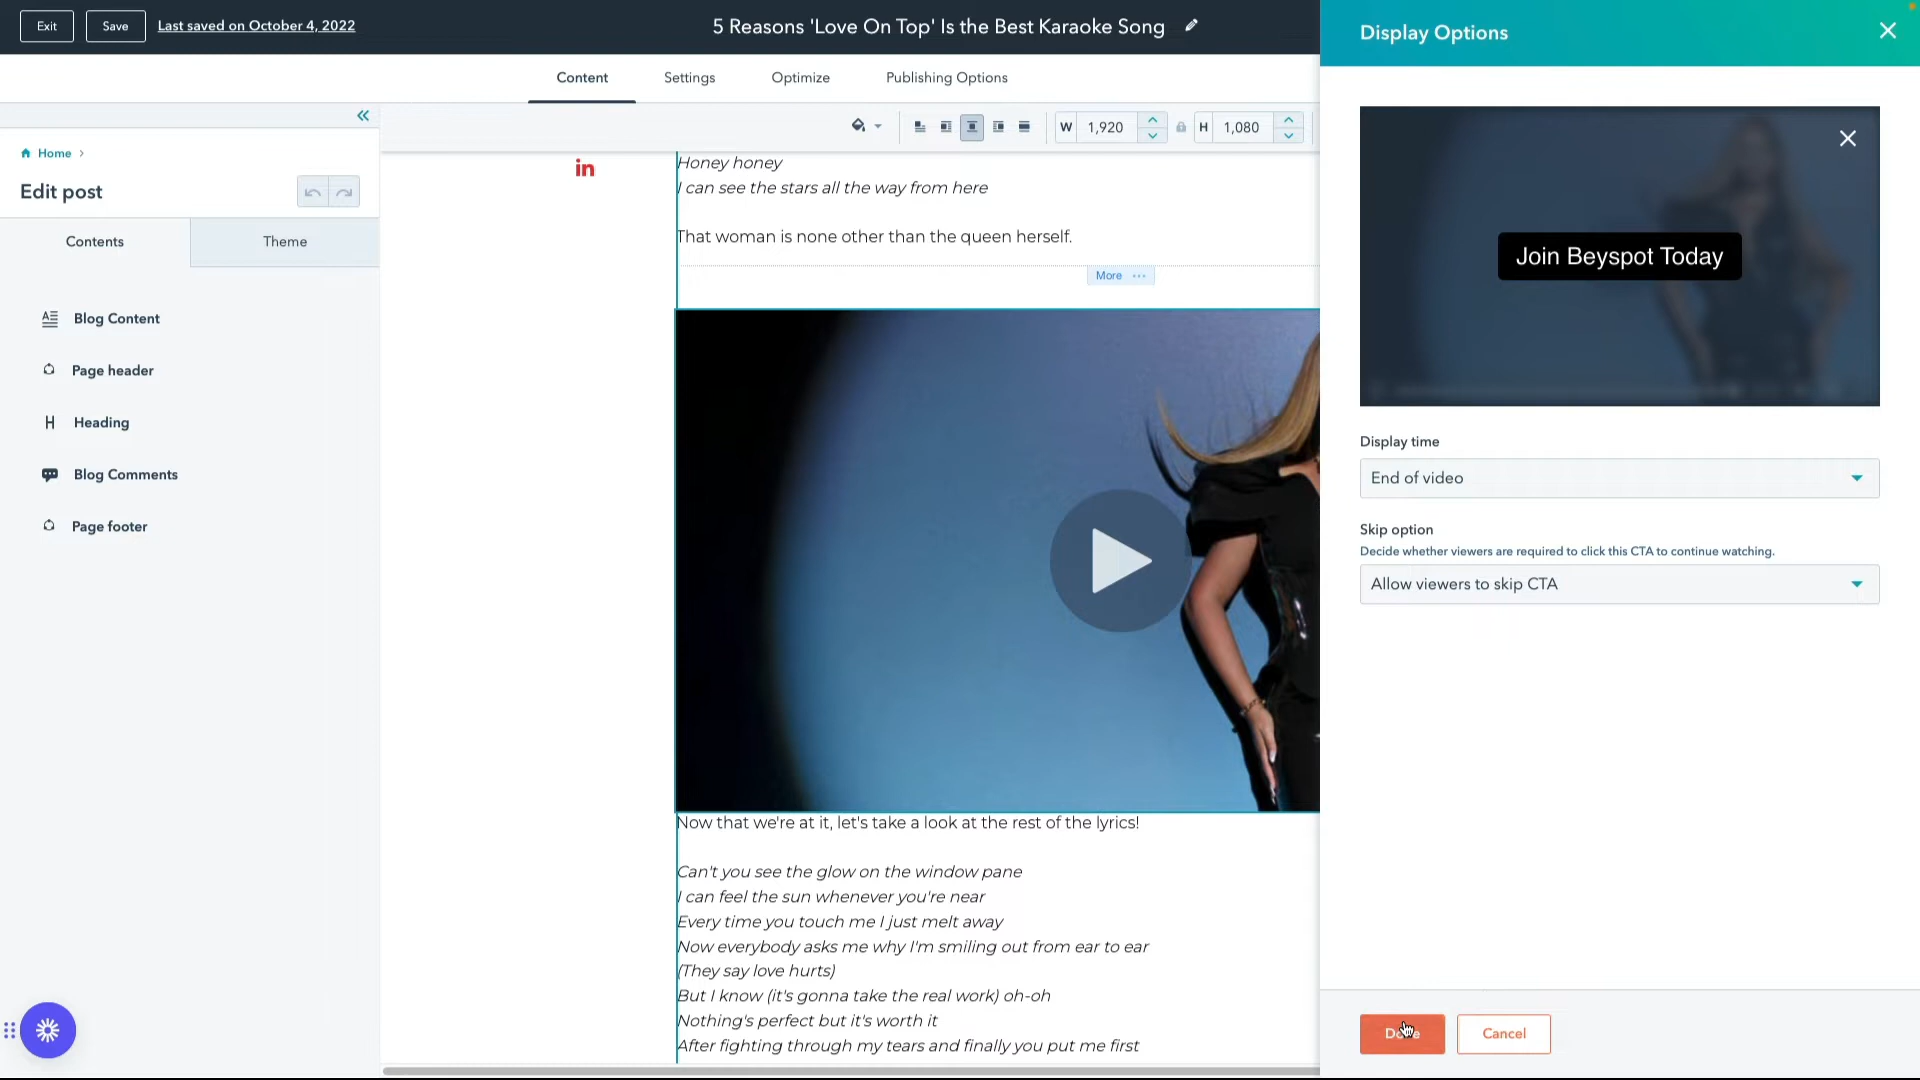 Exit
Save
Last saved on October 4, 2022
5 Reasons 'Love On Top' Is the Best Karaoke Song
Content
Settings
Optimize
Publishing Options
Home
Edit post
Contents
Theme
Blog Content
Page header
Heading
Blog Comments
Page footer
W 1,920
H 1,080
in
Honey honey
I can see the stars all the way from here
That woman is none other than the queen herself.
More
Now that we're at it, let's take a look at the rest of the lyrics!
Can't you see the glow on the window pane
I can feel the sun whenever you're near
Every time you touch me I just melt away
Now everybody asks me why I'm smiling out from ear to ear
(They say love hurts)
But I know (it's gonna take the real work) oh-oh
Nothing's perfect but it's worth it
After fighting through my tears and finally you put me first
Display Options
Join Beyspot Today
Display time
End of video
Skip option
Decide whether viewers are required to click this CTA to continue watching.
Allow viewers to skip CTA
Done
Cancel